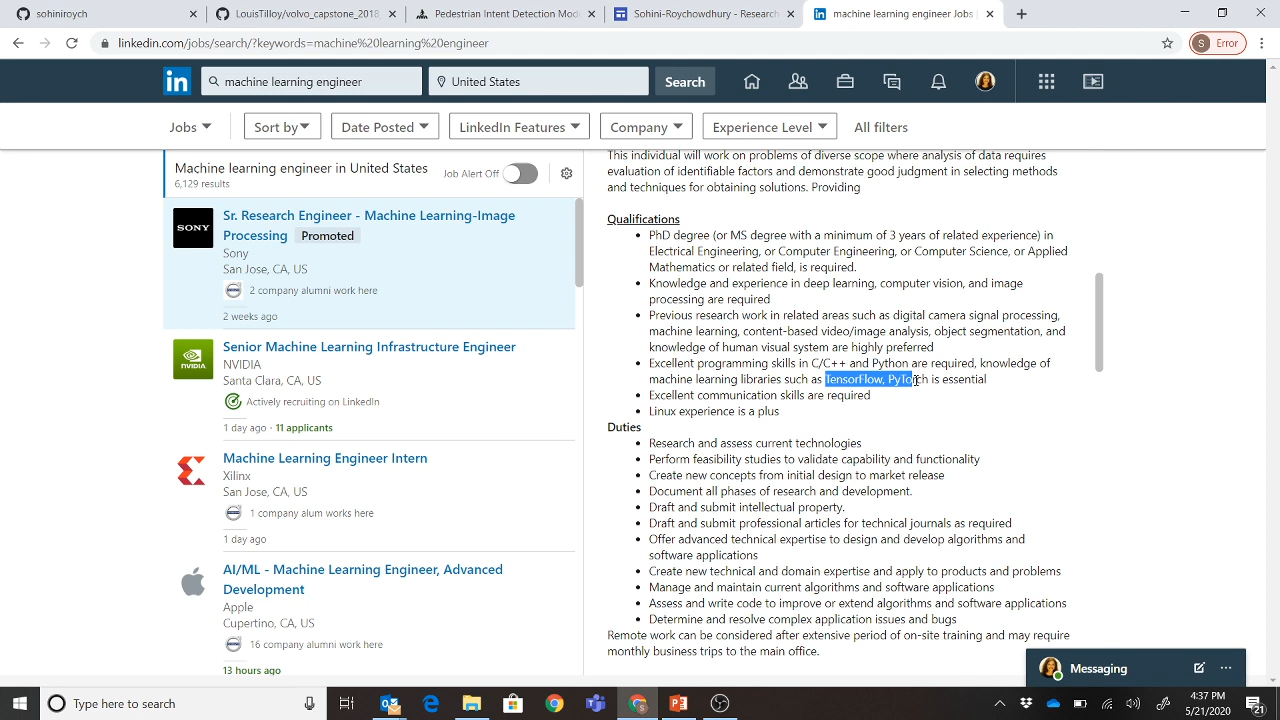 sohiniroych
LouisTilloy/volvo_capstone_2018_
Pedestrian Intent Detection Mode
Sohini-Roychowdhury - Research
machine learning engineer Jobs
linkedin.com/jobs/search/?keywords=machine%20learning%20engineer
S Error
in
machine learning engineer
United States
Search
Jobs
Sort by
Date Posted
LinkedIn Features
Company
Experience Level
All filters
Machine learning engineer in United States
6,129 results
Job Alert Off
SONY
Sr. Research Engineer - Machine Learning-Image
Processing Promoted
Sony
San Jose, CA, US
2 company alumni work here
2 weeks ago
NVIDIA
Senior Machine Learning Infrastructure Engineer
NVIDIA
Santa Clara, CA, US
Actively recruiting on LinkedIn
1 day ago · 11 applicants
Machine Learning Engineer Intern
Xilinx
San Jose, CA, US
1 company alum works here
1 day ago
AI/ML - Machine Learning Engineer, Advanced
Development
Apple
Cupertino, CA, US
16 company alumni work here
13 hours ago
This individual will work on problems of diverse scope where analysis of data requires
evaluation of identifiable factors and demonstrate good judgment in selecting methods
and techniques for obtaining solutions. Providing
Qualifications
• PhD degree (or MS degree with a minimum of 3 years of related experience) in
Electrical Engineering, or Computer Engineering, or Computer Science, or Applied
Mathematics or related field, is required.
• Knowledge and experience in deep learning, computer vision, and image
processing are required
• Previous research work in related areas such as digital camera signal processing,
machine learning, content-based video/image analysis, object segmentation, and
knowledge of human visual system are highly preferred
• Excellent programming skills in C/C++ and Python are required, knowledge of
machine learning libraries such as TensorFlow, PyTorch is essential
• Excellent communication skills are required
• Linux experience is a plus
Duties
• Research and assess current technologies
• Perform feasibility studies to validate capability and functionality
• Create new concepts from initial design to market release
• Document all phases of research and development.
• Draft and submit intellectual property.
• Draft and submit professional articles for technical journals as required
• Offer advanced technical expertise to design and develop algorithms and
software applications
• Create new technical and domain expertise and apply to products and problems
• Manage and maintain current algorithms and software applications
• Assess and write code to improve or extend algorithms and software applications
• Determine and resolve complex application issues and bugs
Remote work can be considered after extensive period of on-site training and may require
monthly business trips to the main office.
Messaging
Type here to search
4:37 PM
5/21/2020
21